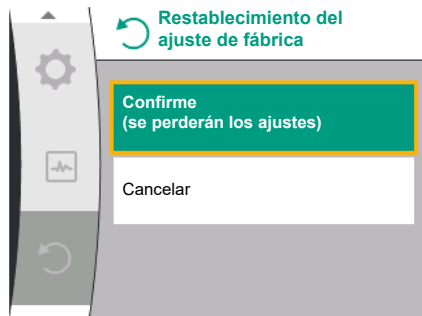 Restablecimiento del
ajuste de fábrica
Confirme
(se perderán los ajustes)
Cancelar